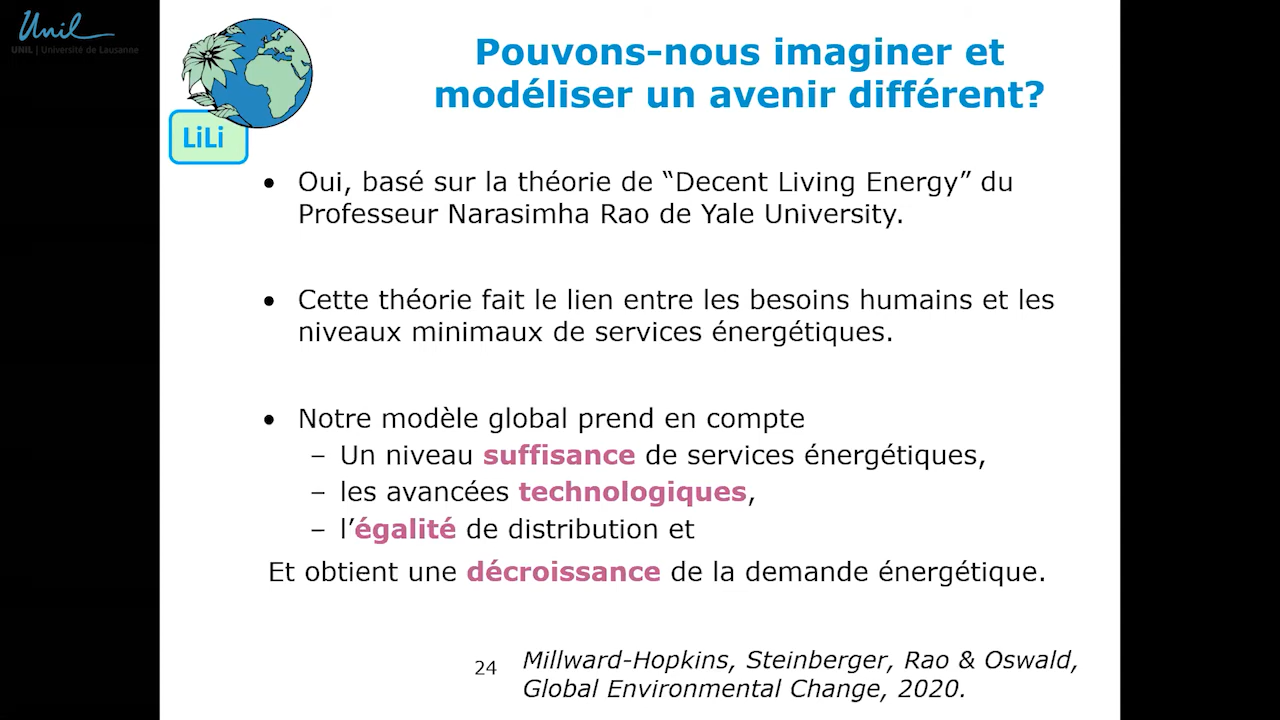 Unil
UNIL | Université de Lausanne
LiLi
Pouvons-nous imaginer et
modéliser un avenir différent?
• Oui, basé sur la théorie de “Decent Living Energy” du
Professeur Narasimha Rao de Yale University.
• Cette théorie fait le lien entre les besoins humains et les
niveaux minimaux de services énergétiques.
• Notre modèle global prend en compte
– Un niveau suffisance de services énergétiques,
– les avancées technologiques,
– l’égalité de distribution et
Et obtient une décroissance de la demande énergétique.
24
Millward-Hopkins, Steinberger, Rao & Oswald,
Global Environmental Change, 2020.